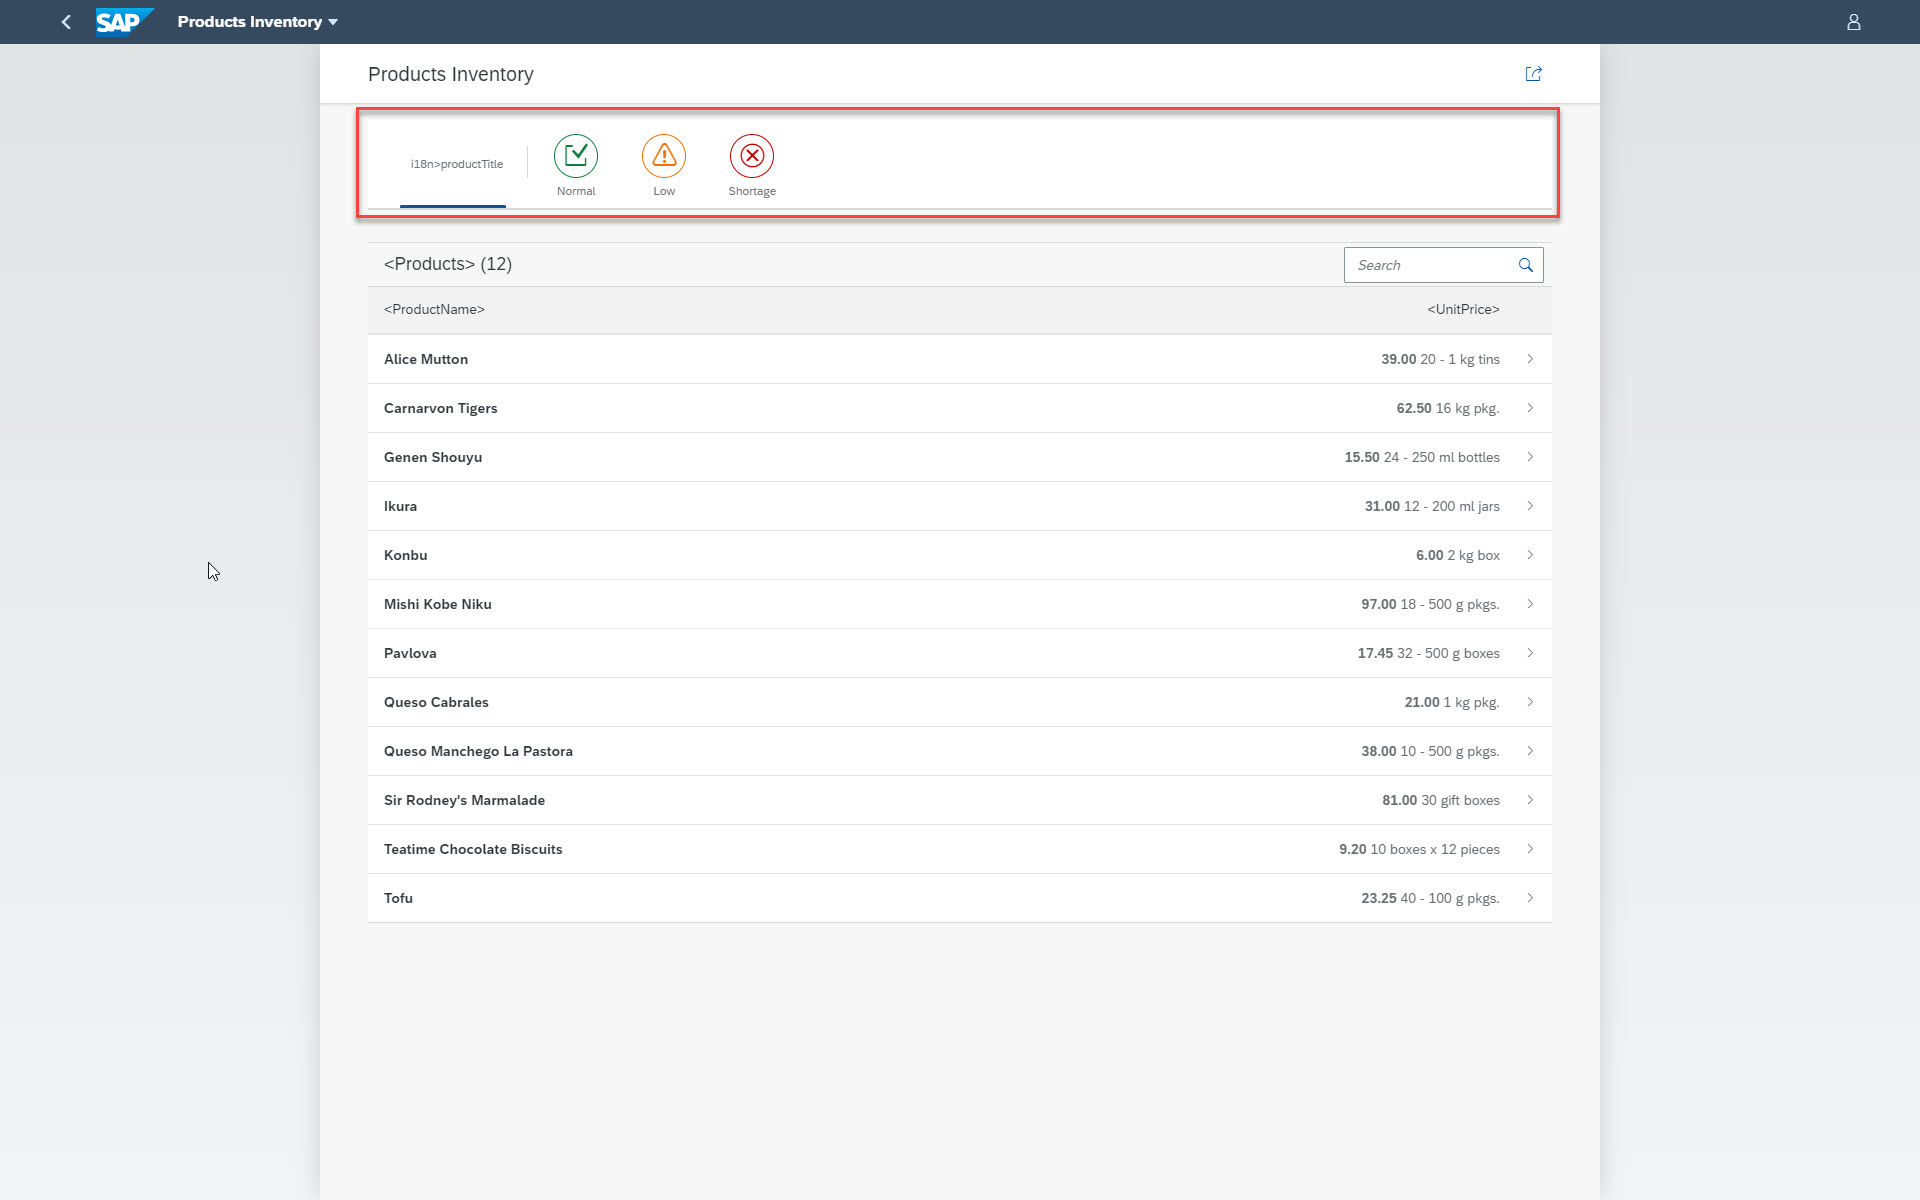 SAP Products Inventory
Products Inventory
i18n>productTitle
Normal
Low
Shortage
<Products> (12)
Search
<ProductName> <UnitPrice>
Alice Mutton 39.00 20 - 1 kg tins
Carnarvon Tigers 62.50 16 kg pkg.
Genen Shouyu 15.50 24 - 250 ml bottles
Ikura 31.00 12 - 200 ml jars
Konbu 6.00 2 kg box
Mishi Kobe Niku 97.00 18 - 500 g pkgs.
Pavlova 17.45 32 - 500 g boxes
Queso Cabrales 21.00 1 kg pkg.
Queso Manchego La Pastora 38.00 10 - 500 g pkgs.
Sir Rodney's Marmalade 81.00 30 gift boxes
Teatime Chocolate Biscuits 9.20 10 boxes x 12 pieces
Tofu 23.25 40 - 100 g pkgs.